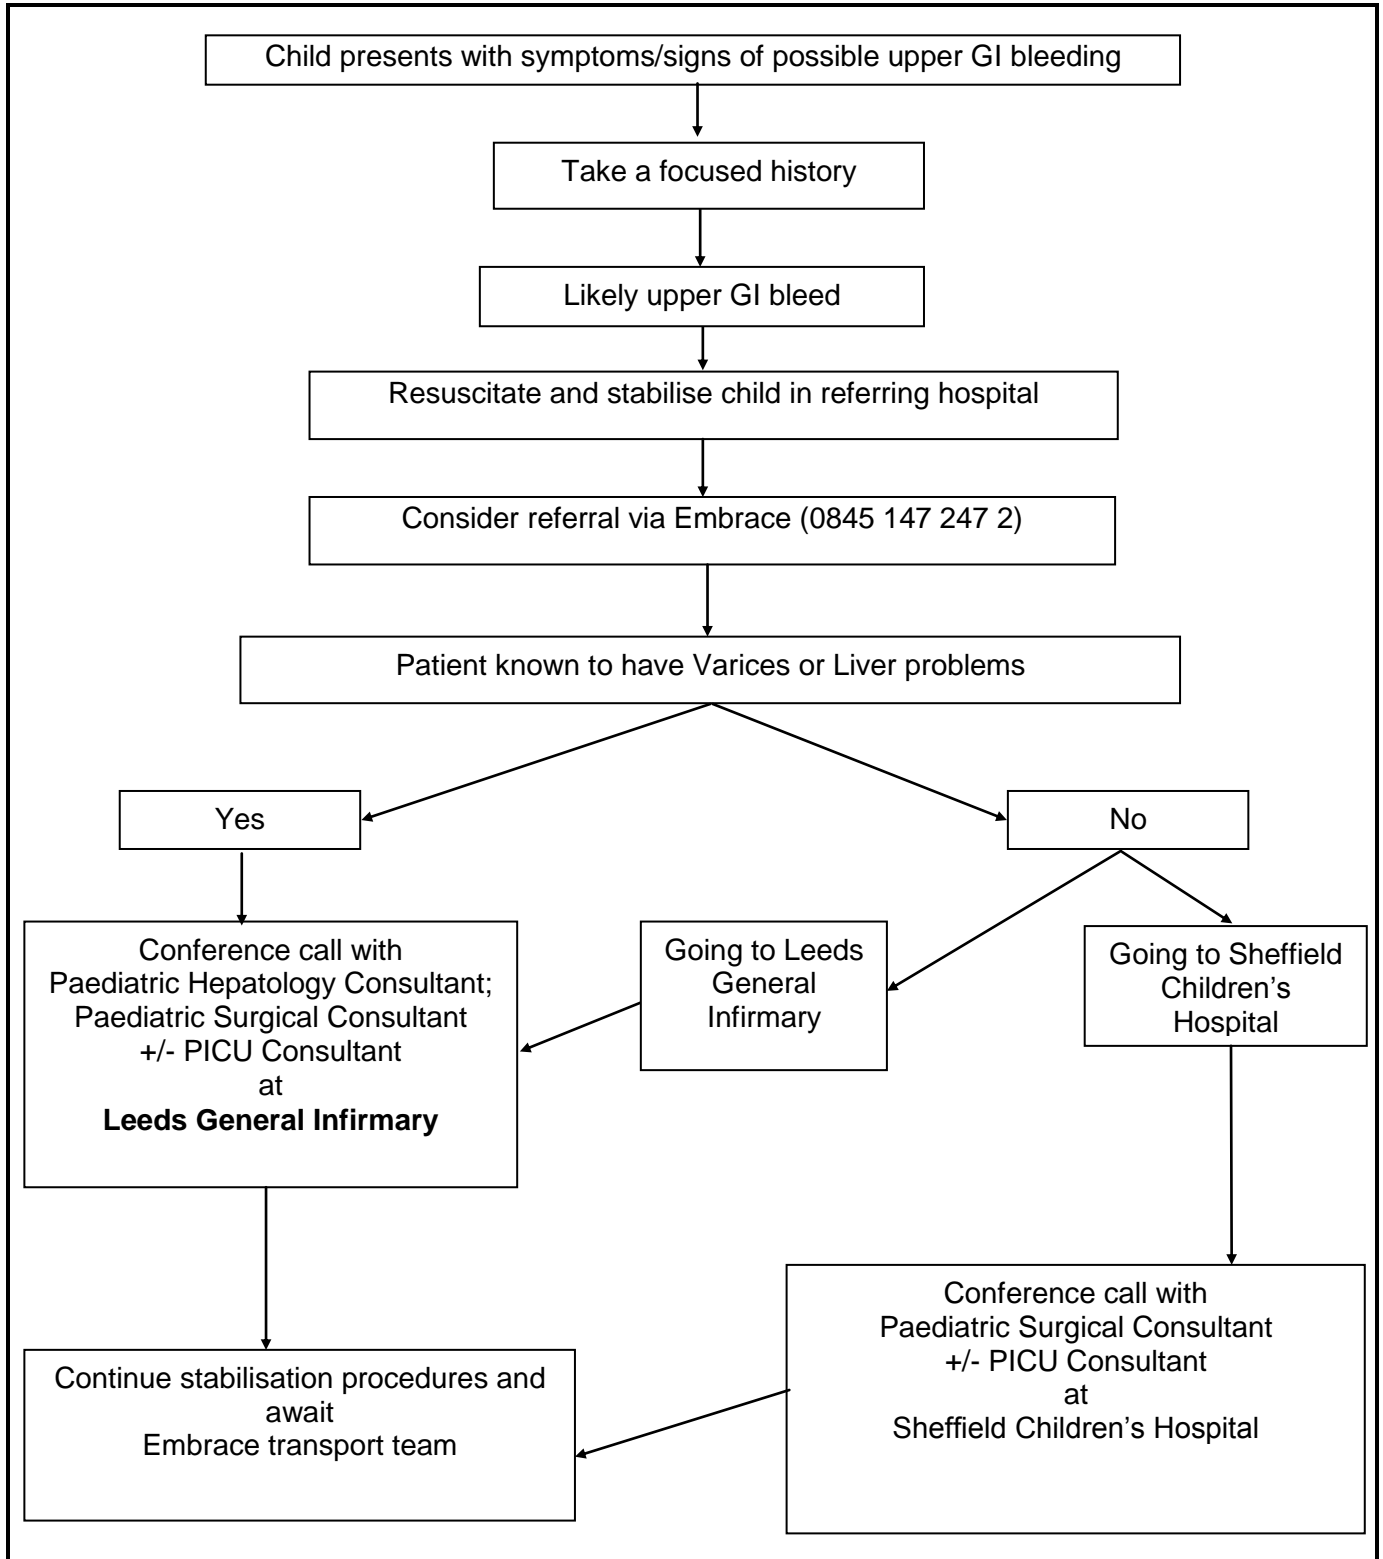 Child presents with symptoms/signs of possible upper GI bleeding
Take a focused history
Likely upper GI bleed
Resuscitate and stabilise child in referring hospital
Consider referral via Embrace (0845 147 247 2)
Patient known to have Varices or Liver problems
Yes
No
Conference call with
Paediatric Hepatology Consultant;
Paediatric Surgical Consultant
+/- PICU Consultant
at
Leeds General Infirmary
Going to Leeds
General
Infirmary
Going to Sheffield
Children's
Hospital
Conference call with
Paediatric Surgical Consultant
+/- PICU Consultant
at
Sheffield Children's Hospital
Continue stabilisation procedures and
await
Embrace transport team